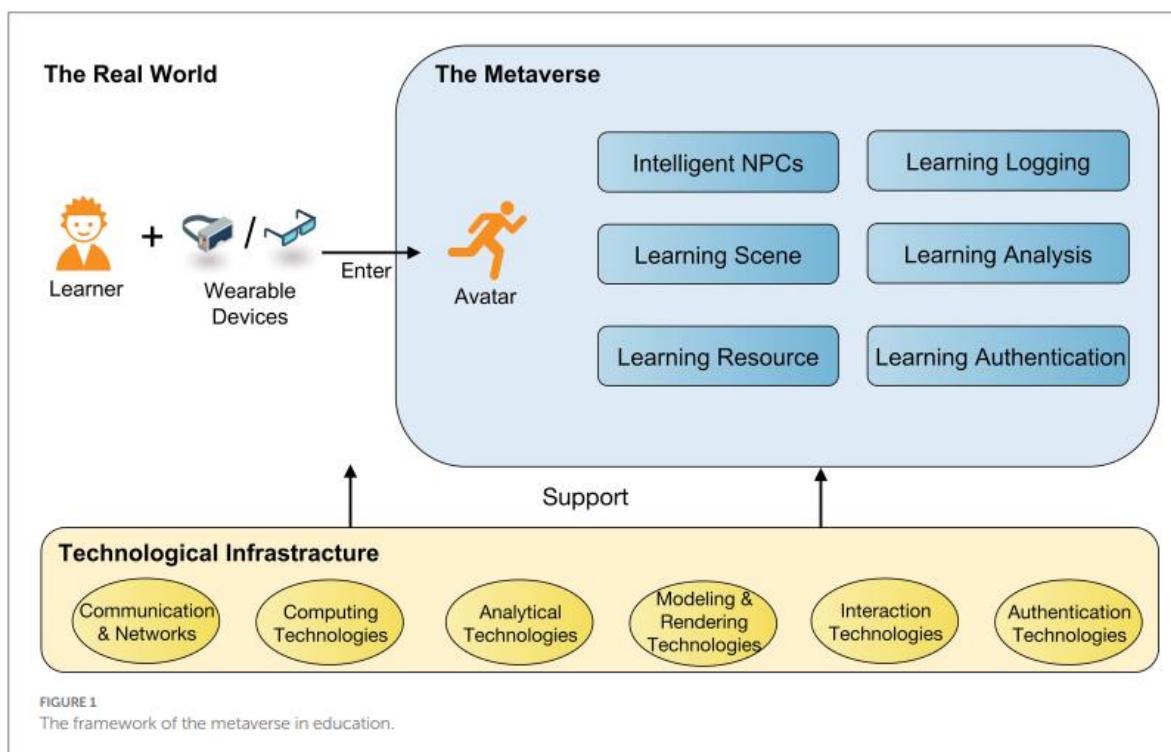 The Real World
The Metaverse
Intelligent NPCs
Learning Logging
+
/
Enter
Learning Scene
Learning Analysis
Learner
Wearable
Devices
Avatar
Learning Resource
Learning Authentication
Support
Technological Infrastracture
Communication
& Networks
Computing
Technologies
Analytical
Technologies
Modeling &
Rendering
Technologies
Interaction
Technologies
Authentication
Technologies
FIGURE 1
The framework of the metaverse in education.